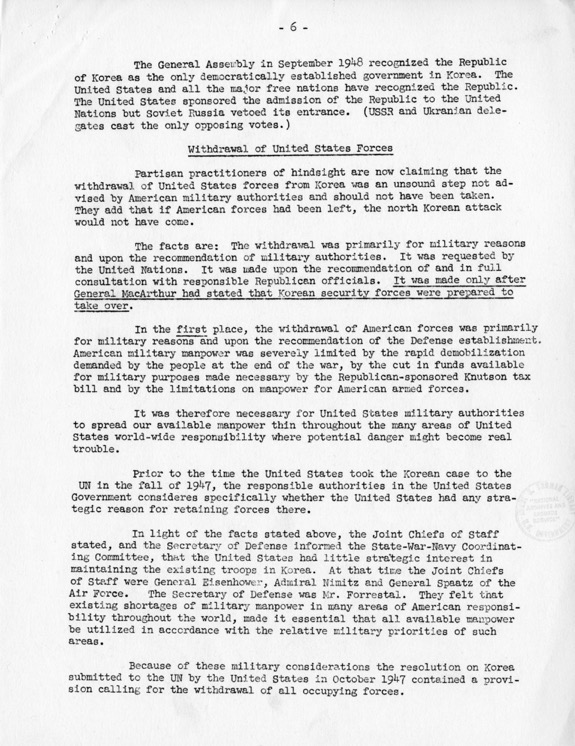 - 6 -
The General Assembly in September 1948 recognized the Republic
of Korea as the only democratically established government in Korea. The
United States and all the major free nations have recognized the Republic.
The United States sponsored the admission of the Republic to the United
Nations but Soviet Russia vetoed its entrance. (USSR and Ukranian dele-
gates cast the only opposing votes.)
Withdrawal of United States Forces
Partisan practitioners of hindsight are now claiming that the
withdrawal of United States forces from Korea was an unsound step not ad-
vised by American military authorities and should not have been taken.
They add that if American forces had been left, the north Korean attack
would not have come.
The facts are: The withdrawal was primarily for military reasons
and upon the recommendation of military authorities. It was requested by
the United Nations. It was made upon the recommendation of and in full
consultation with responsible Republican officials. It was made only after
General MacArthur had stated that Korean security forces were prepared to
take over.
In the first place, the withdrawal of American forces was primarily
for military reasons and upon the recommendation of the Defense establishment.
American military manpower was severely limited by the rapid demobilization
demanded by the people at the end of the war, by the cut in funds available
for military purposes made necessary by the Republican-sponsored Knutson tax
bill and by the limitations on manpower for American armed forces.
It was therefore necessary for United States military authorities
to spread our available manpower thin throughout the many areas of United
States world-wide responsibility where potential danger might become real
trouble.
Prior to the time the United States took the Korean case to the
UN in the fall of 1947, the responsible authorities in the United States
Government consideres specifically whether the United States had any stra-
tegic reason for retaining forces there.
In light of the facts stated above, the Joint Chiefs of Staff
stated, and the Secretary of Defense informed the State-War-Navy Coordinat-
ing Committee, that the United States had little strategic interest in
maintaining the existing troops in Korea. At that time the Joint Chiefs
of Staff were General Eisenhower, Admiral Nimitz and General Spaatz of the
Air Force. The Secretary of Defense was Mr. Forrestal. They felt that
existing shortages of military manpower in many areas of American responsi-
bility throughout the world, made it essential that all available manpower
be utilized in accordance with the relative military priorities of such
areas.
Because of these military considerations the resolution on Korea
submitted to the UN by the United States in October 1947 contained a provi-
sion calling for the withdrawal of all occupying forces.